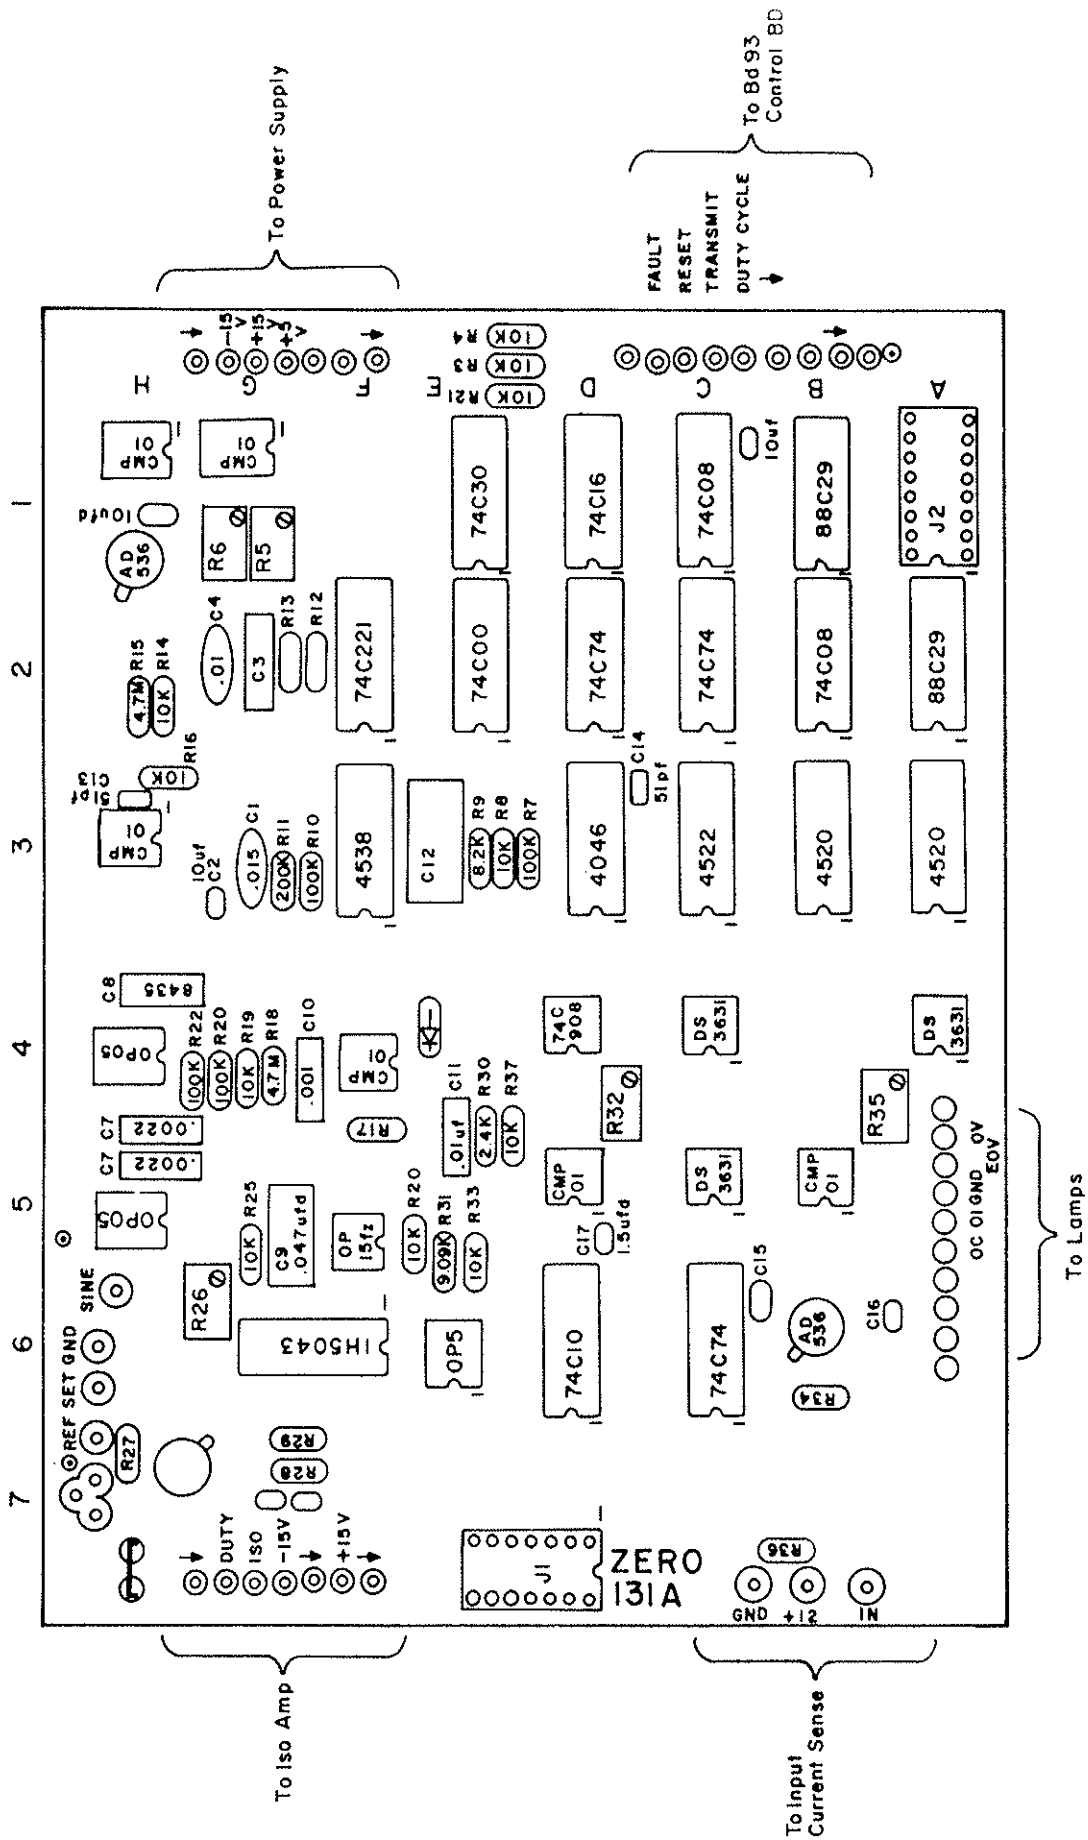 1 2 3 4 5 6 7
H
G
F
E
D
C
B
A
To Power Supply
-15 V
+15 V
+5 V
To Bd 93
Control BD
FAULT
RESET
TRANSMIT
DUTY CYCLE
CMP 01
CMP 01
10ufd
AD 536
R6
R5
R4 10K
R3 10K
R21 10K
74C30
74C16
74C08
10uf
88C29
J2
4.7M R15
10K R14
.01 C4
C3
R13
R12
74C221
74C00
74C74
74C74
74C08
88C29
10K R16
51pf C13
CMP 01
10uf C2
.015 C1
200K R11
100K R10
4538
C12
8.2K R9
10K R8
100K R7
4046
51pf C14
4522
4520
4520
C8 8435
OP05
100K R22
100K R20
10K R19
4.7M R18
.001 C10
CMP 01
R17
.01uf C11
2.4K R30
10K R37
74C 908
R32
DS 3631
R35
DS 3631
C7 .0022
C7 .0022
OP05
10K R25
C9 .047ufd
OP 15fz
10K R20
9.09K R31
10K R33
CMP 01
C17 1.5ufd
DS 3631
CMP 01
OC OI GND OV
EOV
To Lamps
SINE
R26
IH5043
OP5
74C10
74C74
C15
AD 536
C16
R34
REF SET GND
R27
R29
R28
DUTY
ISO
-15V
+15V
To Iso Amp
J1
ZERO
131A
R36
GND
+12
IN
To Input
Current Sense